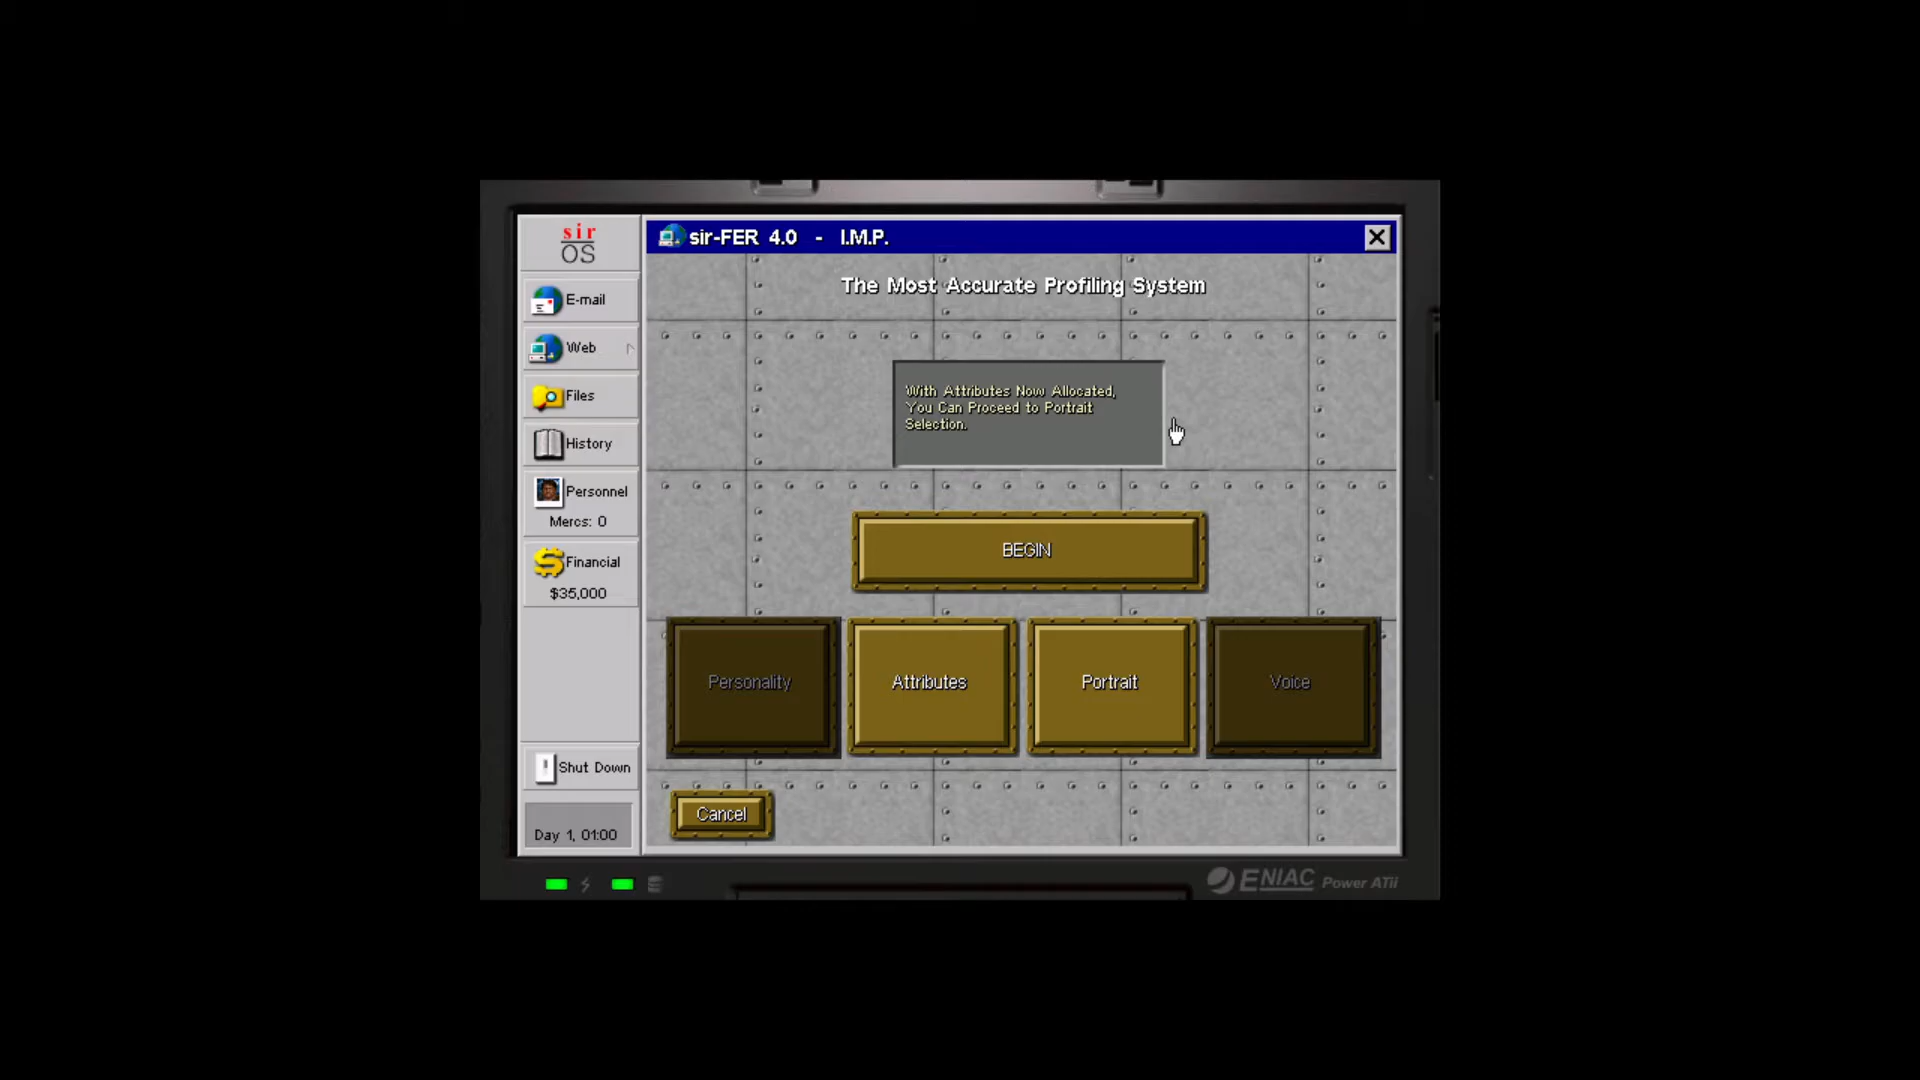 sir
OS
sir-FER 4.0 - I.M.P.
The Most Accurate Profiling System
E-mail
Web
Files
History
Personnel
Mercs: 0
Financial
$35,000
With Attributes Now Allocated,
You Can Proceed to Portrait
Selection.
BEGIN
Personality
Attributes
Portrait
Voice
Shut Down
Cancel
Day 1, 01:00
ENIAC Power ATii